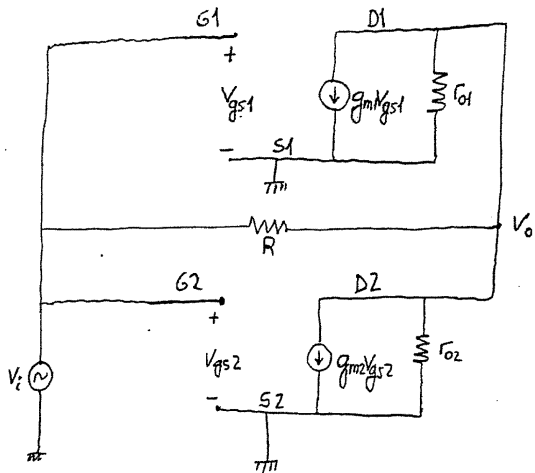 G1
D1
+
Vgs1
gm1Vgs1
ro1
-
S1
R
Vo
G2
D2
+
Vi
Vgs2
gm2Vgs2
ro2
-
S2